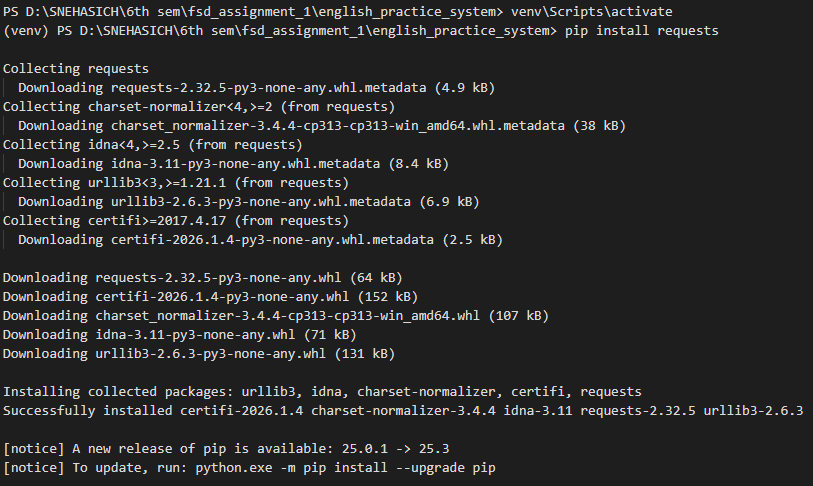 PS D:\SNEHASICH\6th sem\fsd_assignment_1\english_practice_system> venv\Scripts\activate
(venv) PS D:\SNEHASICH\6th sem\fsd_assignment_1\english_practice_system> pip install requests
Collecting requests
Downloading requests-2.32.5-py3-none-any.whl.metadata (4.9 kB)
Collecting charset-normalizer<4,>=2 (from requests)
Downloading charset_normalizer-3.4.4-cp313-cp313-win_amd64.whl.metadata (38 kB)
Collecting idna<4,>=2.5 (from requests)
Downloading idna-3.11-py3-none-any.whl.metadata (8.4 kB)
Collecting urllib3<3,>=1.21.1 (from requests)
Downloading urllib3-2.6.3-py3-none-any.whl.metadata (6.9 kB)
Collecting certifi>=2017.4.17 (from requests)
Downloading certifi-2026.1.4-py3-none-any.whl.metadata (2.5 kB)
Downloading requests-2.32.5-py3-none-any.whl (64 kB)
Downloading certifi-2026.1.4-py3-none-any.whl (152 kB)
Downloading charset_normalizer-3.4.4-cp313-cp313-win_amd64.whl (107 kB)
Downloading idna-3.11-py3-none-any.whl (71 kB)
Downloading urllib3-2.6.3-py3-none-any.whl (131 kB)
Installing collected packages: urllib3, idna, charset-normalizer, certifi, requests
Successfully installed certifi-2026.1.4 charset-normalizer-3.4.4 idna-3.11 requests-2.32.5 urllib3-2.6.3
[notice] A new release of pip is available: 25.0.1 -> 25.3
[notice] To update, run: python.exe -m pip install --upgrade pip